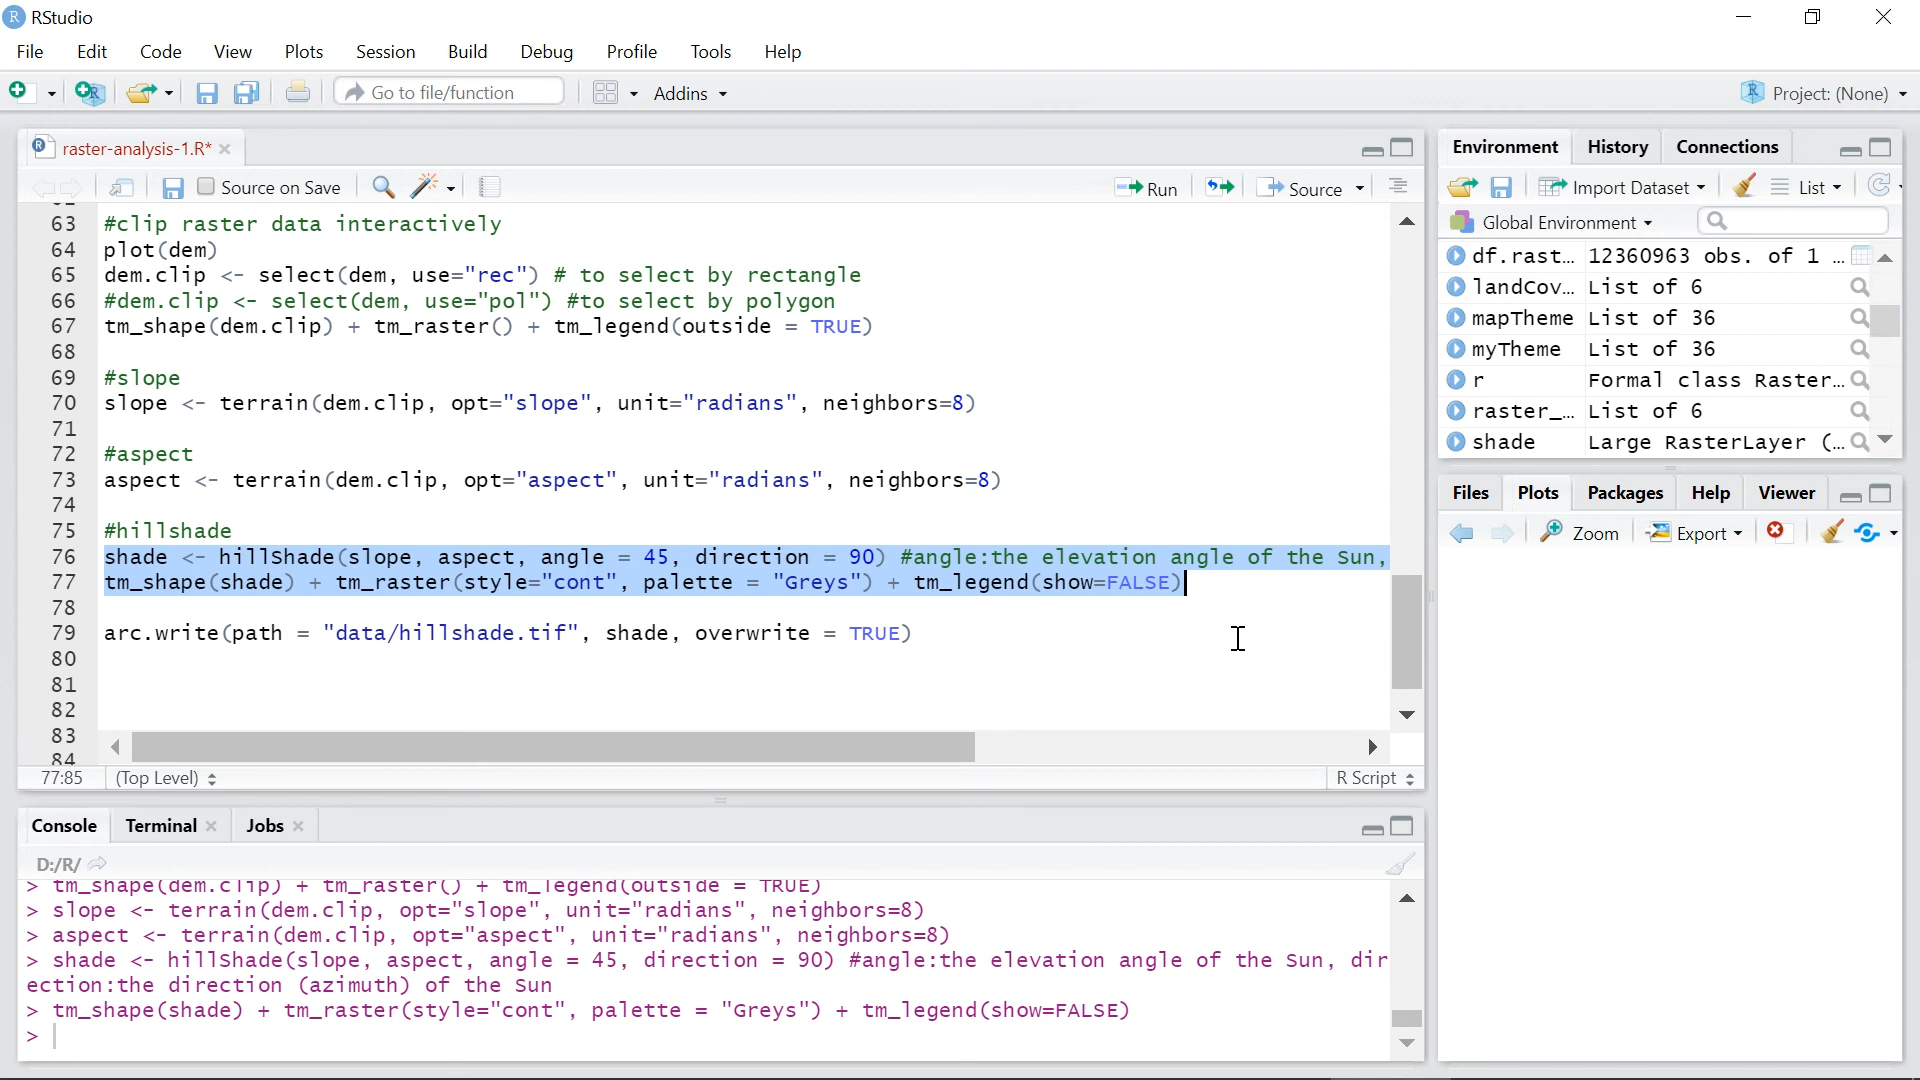 RStudio
File Edit Code View Plots Session Build Debug Profile Tools Help
Go to file/function Addins Project: (None)
raster-analysis-1.R*
Source on Save Run Source
63 #clip raster data interactively
64 plot(dem)
65 dem.clip <- select(dem, use="rec") # to select by rectangle
66 #dem.clip <- select(dem, use="pol") #to select by polygon
67 tm_shape(dem.clip) + tm_raster() + tm_legend(outside = TRUE)
68
69 #slope
70 slope <- terrain(dem.clip, opt="slope", unit="radians", neighbors=8)
71
72 #aspect
73 aspect <- terrain(dem.clip, opt="aspect", unit="radians", neighbors=8)
74
75 #hillshade
76 shade <- hillShade(slope, aspect, angle = 45, direction = 90) #angle:the elevation angle of the Sun,
77 tm_shape(shade) + tm_raster(style="cont", palette = "Greys") + tm_legend(show=FALSE)
78
79 arc.write(path = "data/hillshade.tif", shade, overwrite = TRUE)
80
81
82
83
84
77:85 (Top Level) R Script
Console Terminal Jobs
D:/R/
> tm_shape(dem.clip) + tm_raster() + tm_legend(outside = TRUE)
> slope <- terrain(dem.clip, opt="slope", unit="radians", neighbors=8)
> aspect <- terrain(dem.clip, opt="aspect", unit="radians", neighbors=8)
> shade <- hillShade(slope, aspect, angle = 45, direction = 90) #angle:the elevation angle of the Sun, dir
ection:the direction (azimuth) of the Sun
> tm_shape(shade) + tm_raster(style="cont", palette = "Greys") + tm_legend(show=FALSE)
>
Environment History Connections
Import Dataset List
Global Environment
df.rast... 12360963 obs. of 1 ...
landCov... List of 6
mapTheme List of 36
myTheme List of 36
r Formal class Raster...
raster_... List of 6
shade Large RasterLayer (...
Files Plots Packages Help Viewer
Zoom Export